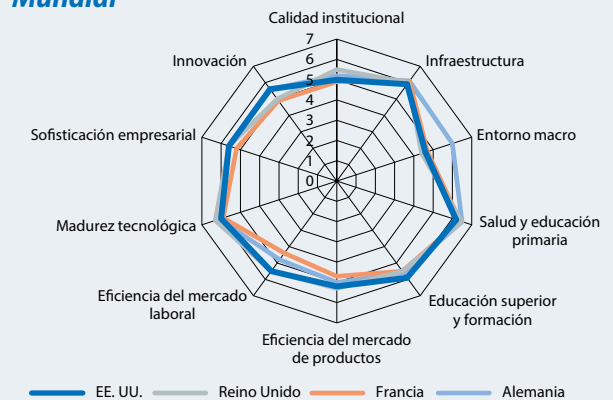 Mundial
Calidad institucional
7
6
5
4
3
2
1
0
Innovación
Infraestructura
Sofisticación empresarial
Entorno macro
Madurez tecnológica
Salud y educación
primaria
Eficiencia del mercado
laboral
Educación superior
y formación
Eficiencia del mercado
de productos
EE. UU.
Reino Unido
Francia
Alemania